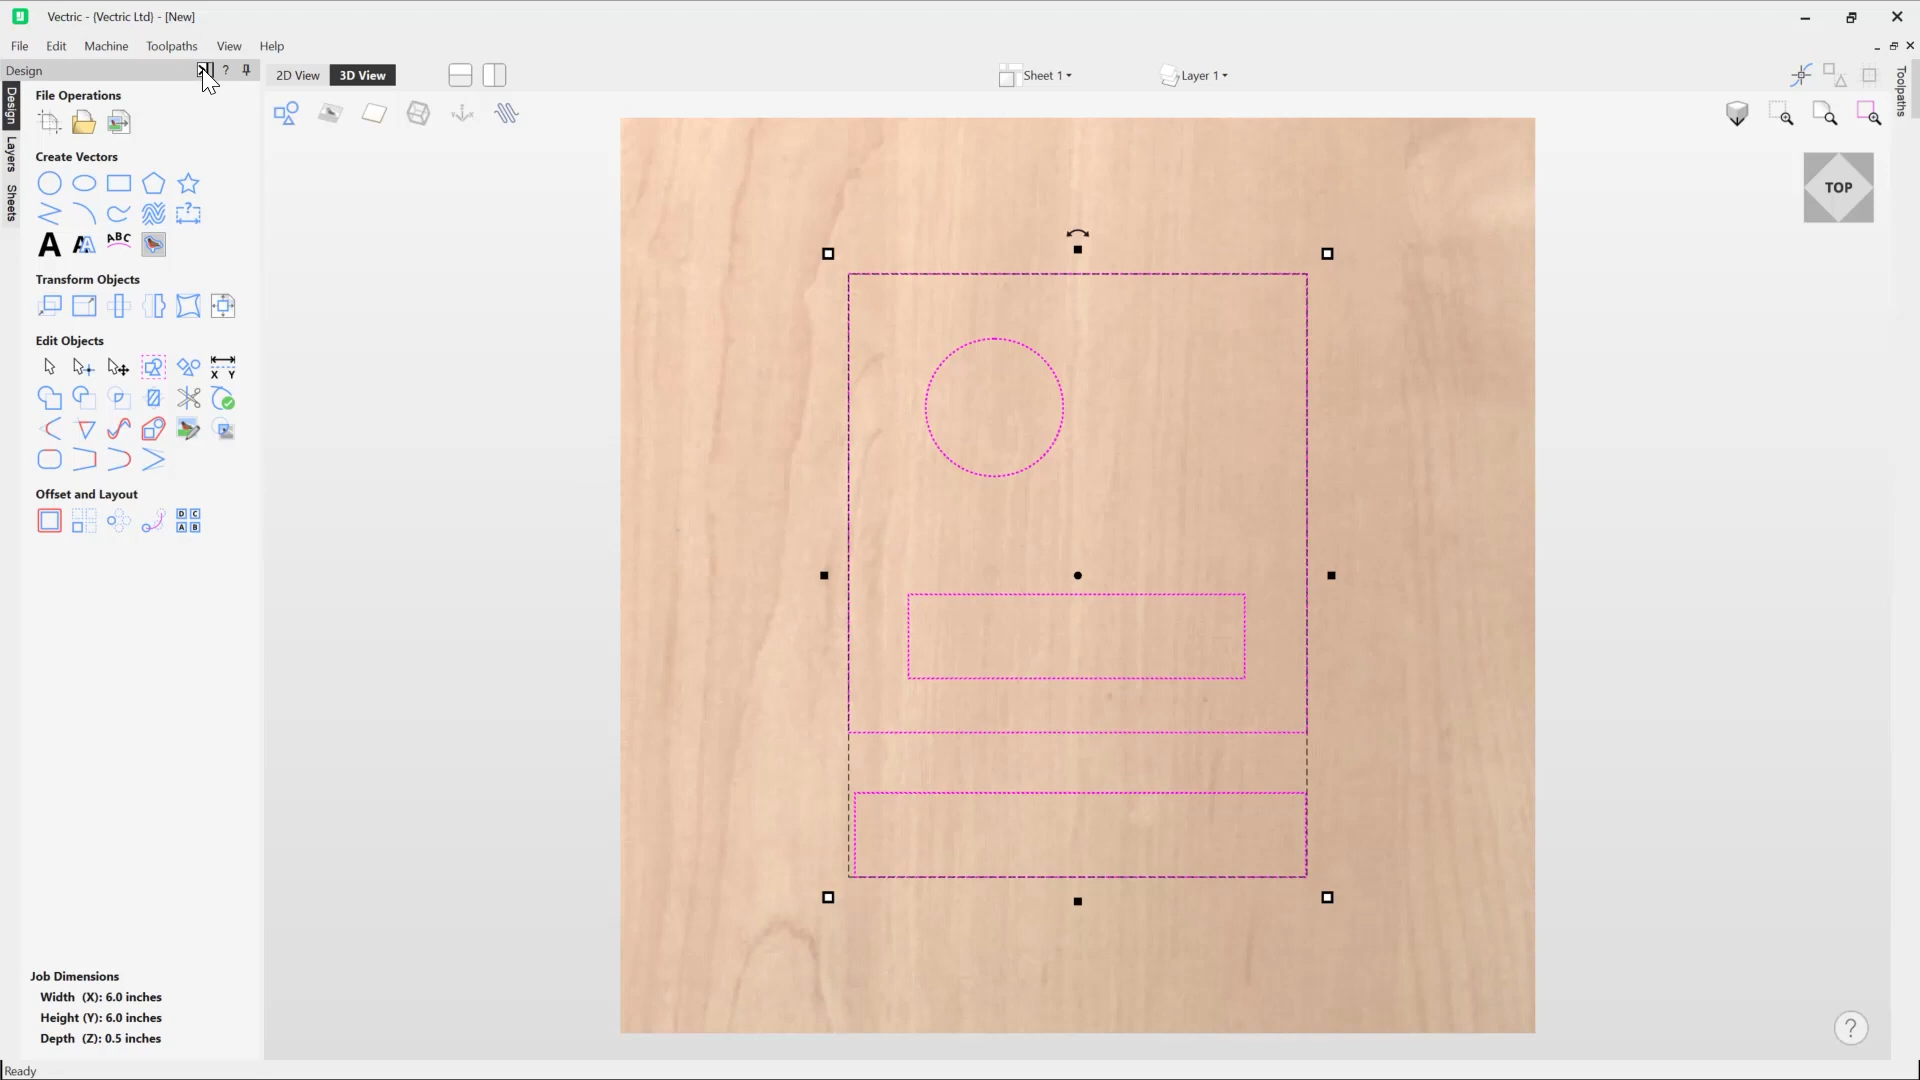 Vectric - {Vectric Ltd} - [New]
File Edit Machine Toolpaths View Help
Design
2D View 3D View Sheet 1 Layer 1
Toolpaths
Design
Layers
Sheets
File Operations
Create Vectors
A A ABC
Transform Objects
Edit Objects
X Y
Offset and Layout
D C
A B
TOP
Job Dimensions
Width (X): 6.0 inches
Height (Y): 6.0 inches
Depth (Z): 0.5 inches
Ready